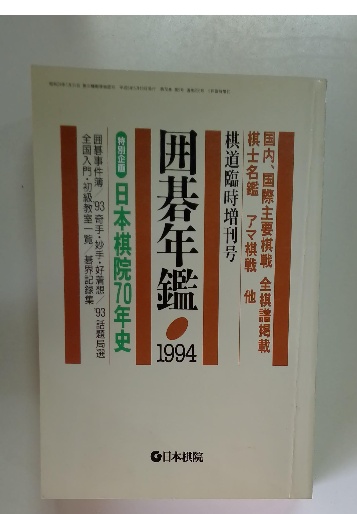 国内、国際主要棋戦 全棋譜掲載
棋士名鑑 アマ棋戦 他
棋道臨時増刊号
囲碁年鑑
1994
特別企画 日本棋院70年史
囲碁事件簿/'93奇手・妙手・好着想/'93話題局選
全国入門・初級教室一覧/碁界記録集
日本棋院